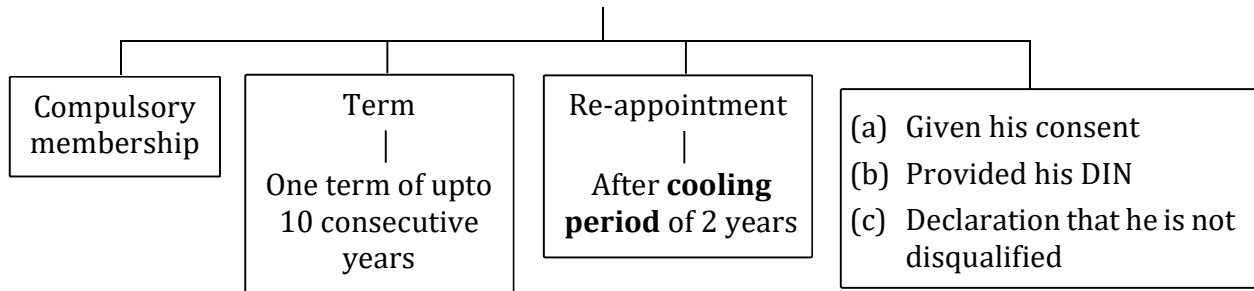 Compulsory
membership
Term
One term of upto
10 consecutive
years
Re-appointment
After cooling
period of 2 years
(a) Given his consent
(b) Provided his DIN
(c) Declaration that he is not
disqualified